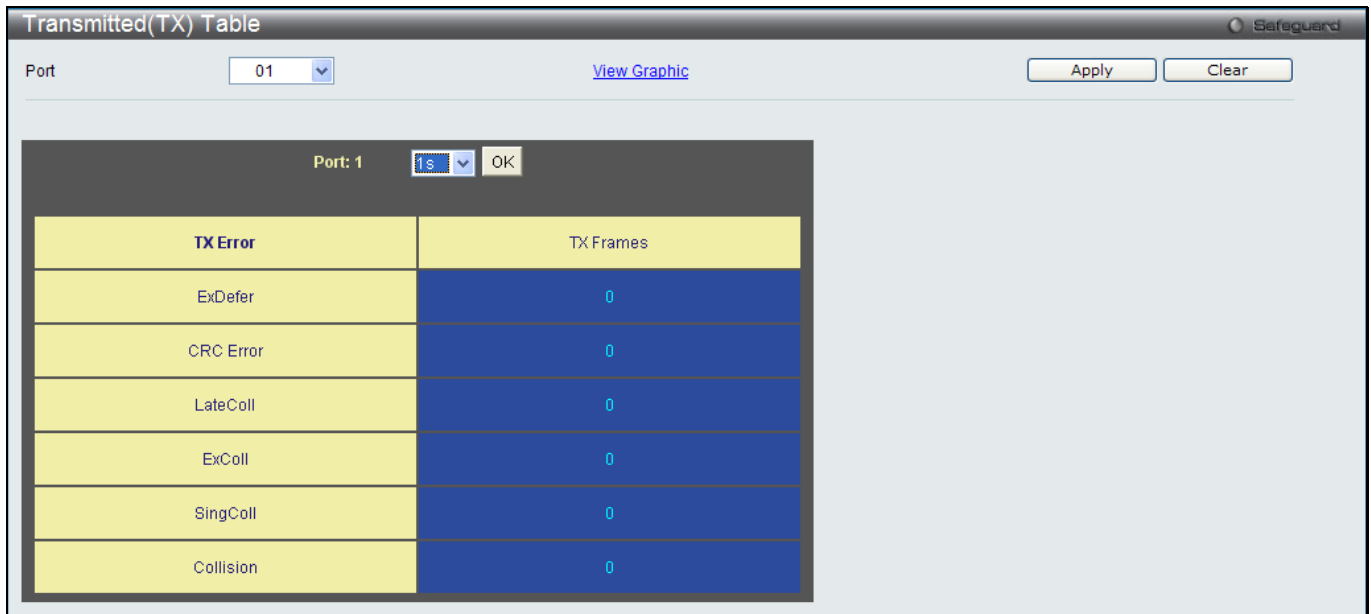 Transmitted(TX) Table
Safeguard
Port 01 View Graphic Apply Clear
Port: 1 1s OK
TX Error TX Frames
ExDefer 0
CRC Error 0
LateColl 0
ExColl 0
SingColl 0
Collision 0